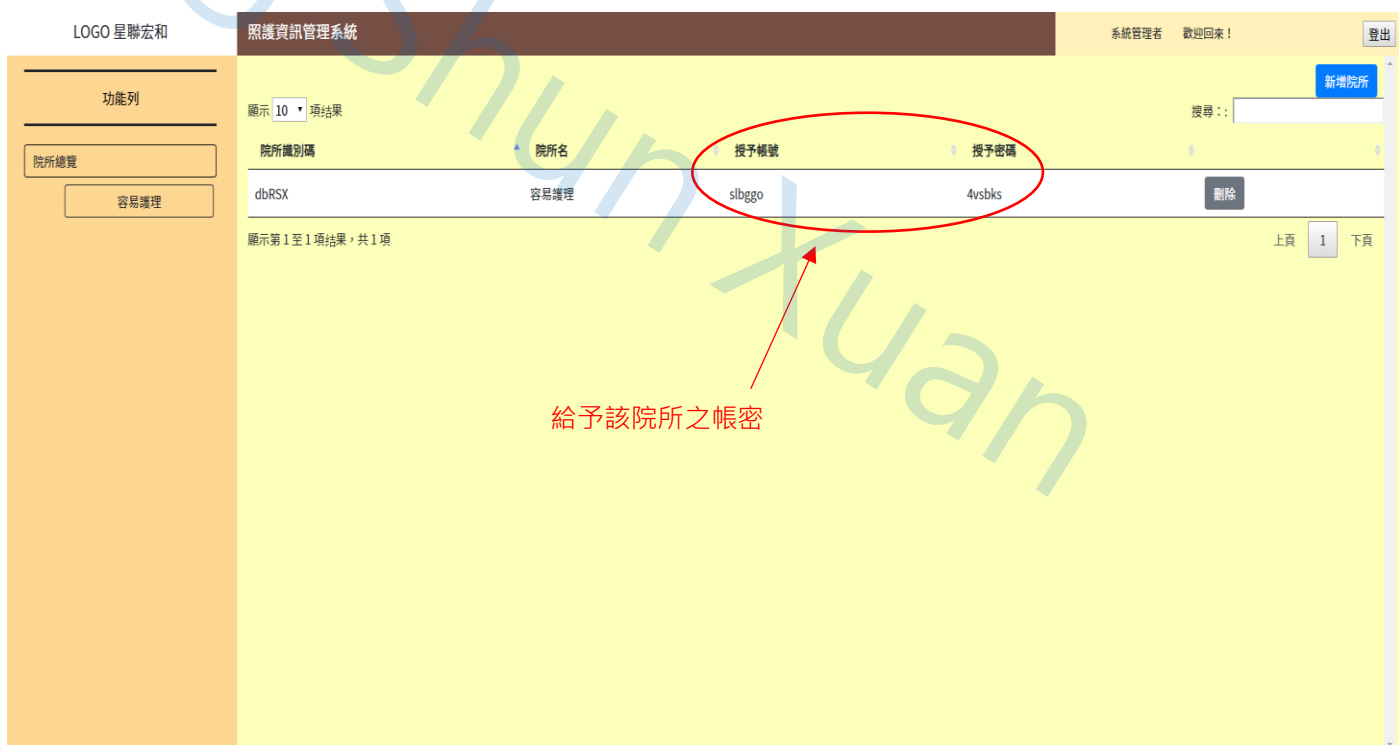 LOGO 星聯宏和
照護資訊管理系統
系統管理者 歡迎回來！
登出
功能列
院所總覽
容易護理
新增院所
顯示 10 項结果
搜尋：:
院所識別碼 院所名 授予帳號 授予密碼
dbRSX 容易護理 slbggo 4vsbks 刪除
顯示第 1 至 1 項结果，共 1 項
上頁 1 下頁
給予該院所之帳密
Shun Xuan